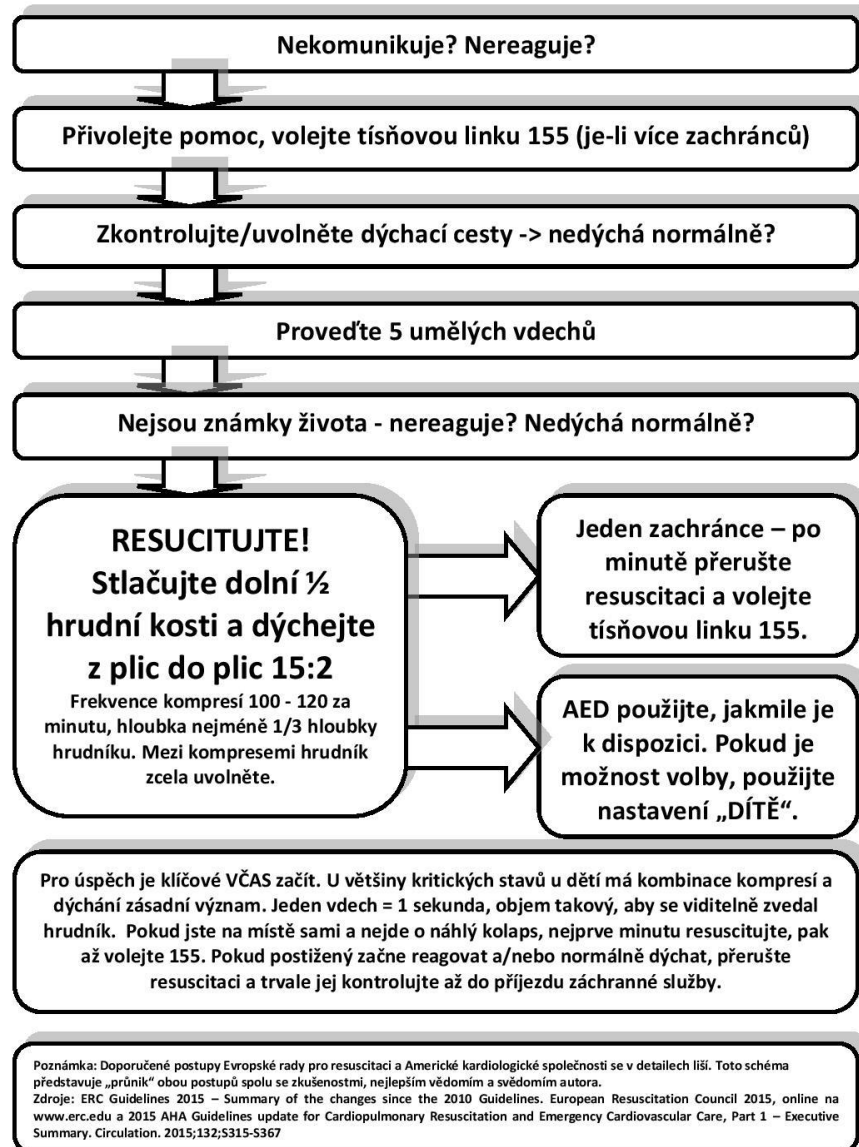 Nekomunikuje? Nereaguje?
Přivolejte pomoc, volejte tísňovou linku 155 (je-li více zachránců)
Zkontrolujte/uvolněte dýchací cesty -> nedýchá normálně?
Proveďte 5 umělých vdechů
Nejsou známky života - nereaguje? Nedýchá normálně?
RESUCITUJTE!
Stlačujte dolní ½
hrudní kosti a dýchejte
z plic do plic 15:2
Frekvence kompresí 100 - 120 za
minutu, hloubka nejméně 1/3 hloubky
hrudníku. Mezi kompresemi hrudník
zcela uvolněte.
Jeden zachránce – po
minutě přerušte
resuscitaci a volejte
tísňovou linku 155.
AED použijte, jakmile je
k dispozici. Pokud je
možnost volby, použijte
nastavení „DÍTĚ“.
Pro úspěch je klíčové VČAS začít. U většiny kritických stavů u dětí má kombinace kompresí a
dýchání zásadní význam. Jeden vdech = 1 sekunda, objem takový, aby se viditelně zvedal
hrudník. Pokud jste na místě sami a nejde o náhlý kolaps, nejprve minutu resuscitujte, pak
až volejte 155. Pokud postižený začne reagovat a/nebo normálně dýchat, přerušte
resuscitaci a trvale jej kontrolujte až do příjezdu záchranné služby.
Poznámka: Doporučené postupy Evropské rady pro resuscitaci a Americké kardiologické společnosti se v detailech liší. Toto schéma
představuje „průnik“ obou postupů spolu se zkušenostmi, nejlepším vědomím a svědomím autora.
Zdroje: ERC Guidelines 2015 – Summary of the changes since the 2010 Guidelines. European Resuscitation Council 2015, online na
www.erc.edu a 2015 AHA Guidelines update for Cardiopulmonary Resuscitation and Emergency Cardiovascular Care, Part 1 – Executive
Summary. Circulation. 2015;132;S315-S367